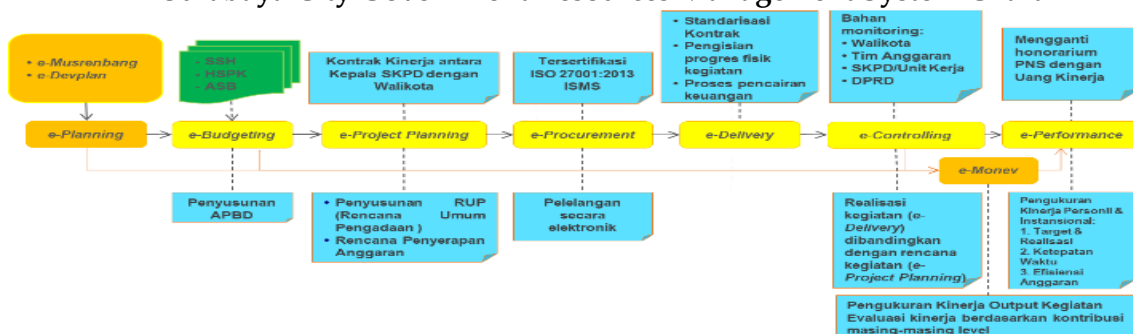 • e-Musrenbang
• e-Devplan
- SSH
- HSPK
- ASB
Kontrak Kinerja antara
Kepala SKPD dengan
Walikota
Tersertifikasi
ISO 27001:2013
ISMS
• Standarisasi
Kontrak
• Pengisian
progres fisik
kegiatan
• Proses pencairan
keuangan
Bahan
monitoring:
• Walikota
• Tim Anggaran
• SKPD/Unit Kerja
• DPRD
Mengganti
honorarium
PNS dengan
Uang Kinerja
e-Planning
e-Budgeting
e-Project Planning
e-Procurement
e-Delivery
e-Controlling
e-Performance
e-Monev
Penyusunan
APBD
• Penyusunan RUP
(Rencana Umum
Pengadaan )
• Rencana Penyerapan
Anggaran
Pelelangan
secara
elektronik
Realisasi
kegiatan (e-
Delivery)
dibandingkan
dengan rencana
kegiatan (e-
Project Planning)
Pengukuran
Kinerja Personil &
Instansional:
1. Target &
Realisasi
2. Ketepatan
Waktu
3. Efisiensi
Anggaran
Pengukuran Kinerja Output Kegiatan
Evaluasi kinerja berdasarkan kontribusi
masing-masing level